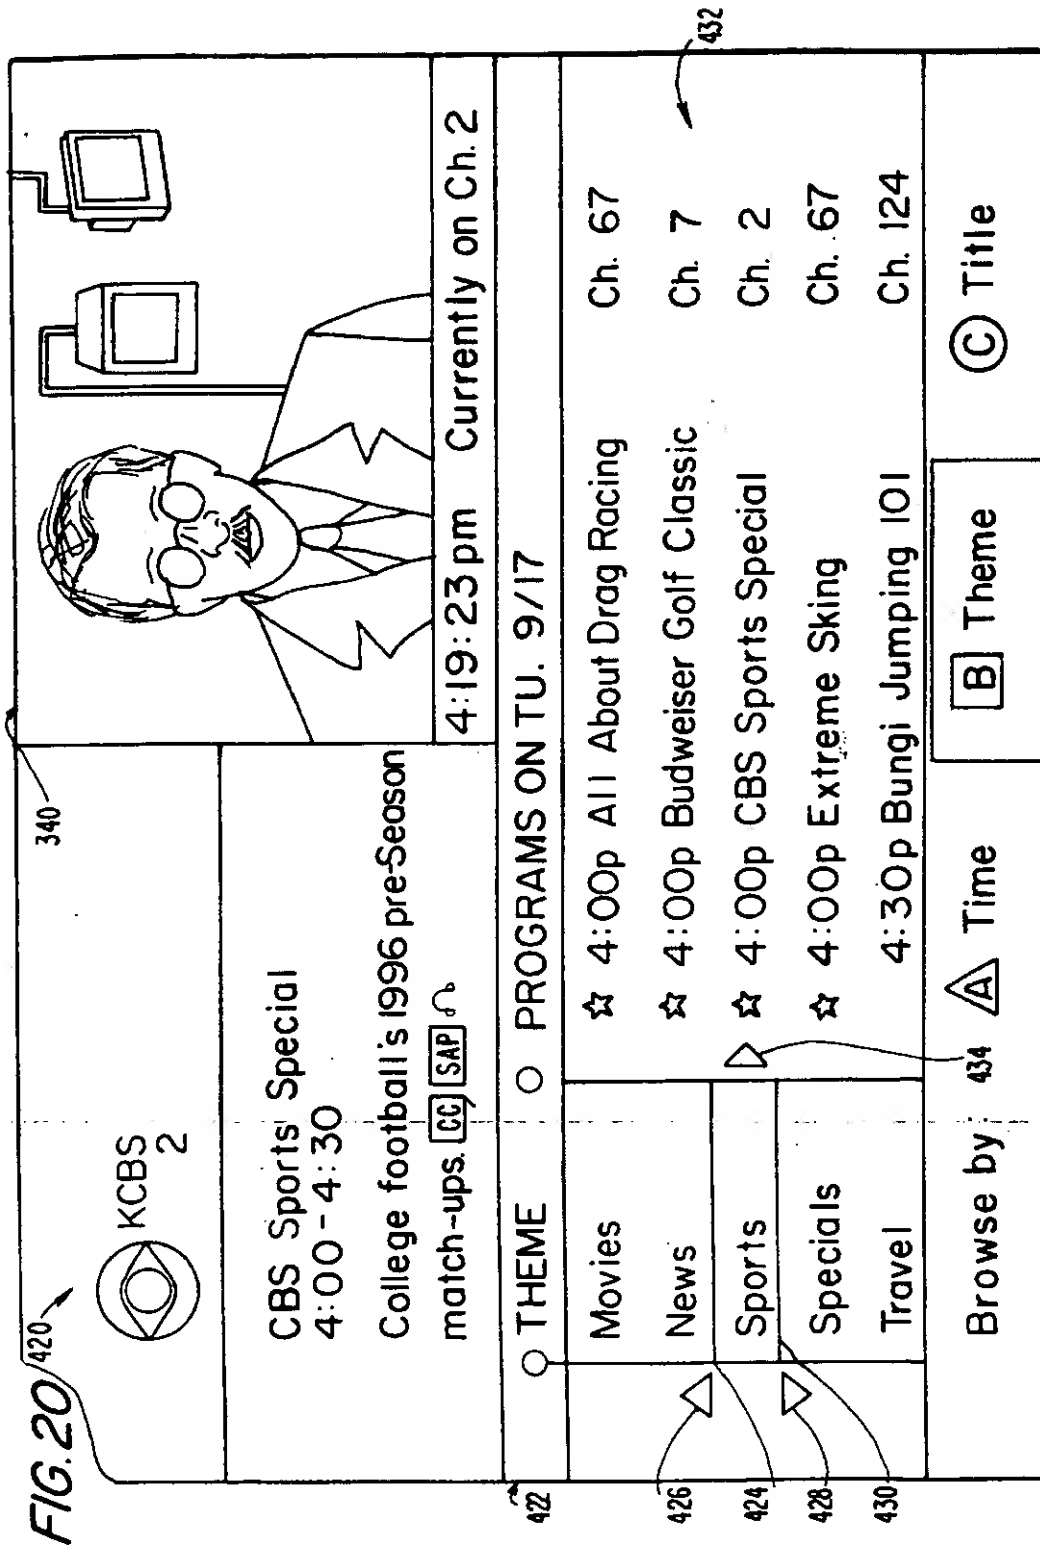 FIG. 20
420
340
KCBS
2
CBS Sports Special
4:00-4:30
College football's 1996 pre-season
match-ups. CC SAP
4:19:23pm Currently on Ch. 2
422
THEME
PROGRAMS ON TU. 9/17
432
Movies
News
Sports
Specials
Travel
☆ 4:00p All About Drag Racing Ch. 67
☆ 4:00p Budweiser Golf Classic Ch. 7
☆ 4:00p CBS Sports Special Ch. 2
☆ 4:00p Extreme Sking Ch. 67
4:30p Bungi Jumping 101 Ch. 124
426
424
428
430
434
Browse by: A Time B Theme C Title